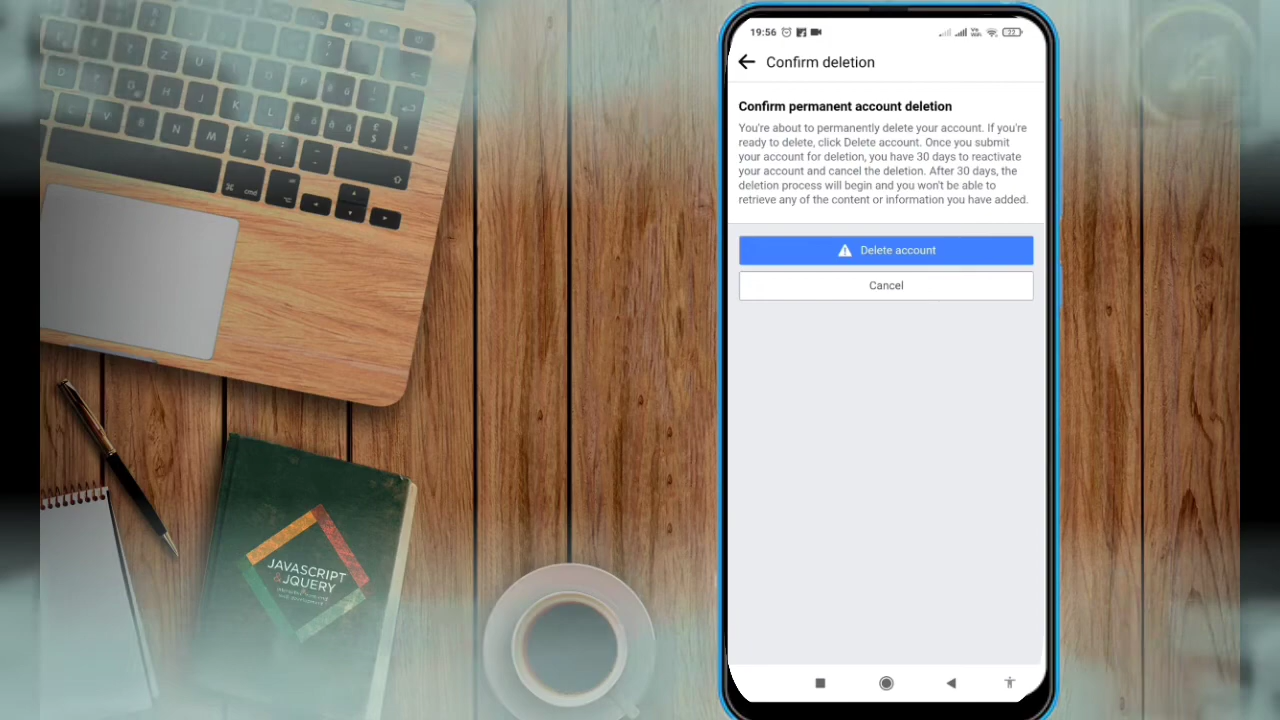 19:56
22
Confirm deletion
Confirm permanent account deletion
You're about to permanently delete your account. If you're
ready to delete, click Delete account. Once you submit
your account for deletion, you have 30 days to reactivate
your account and cancel the deletion. After 30 days, the
deletion process will begin and you won't be able to
retrieve any of the content or information you have added.
Delete account
Cancel
JAVASCRIPT
&JQUERY
cmd